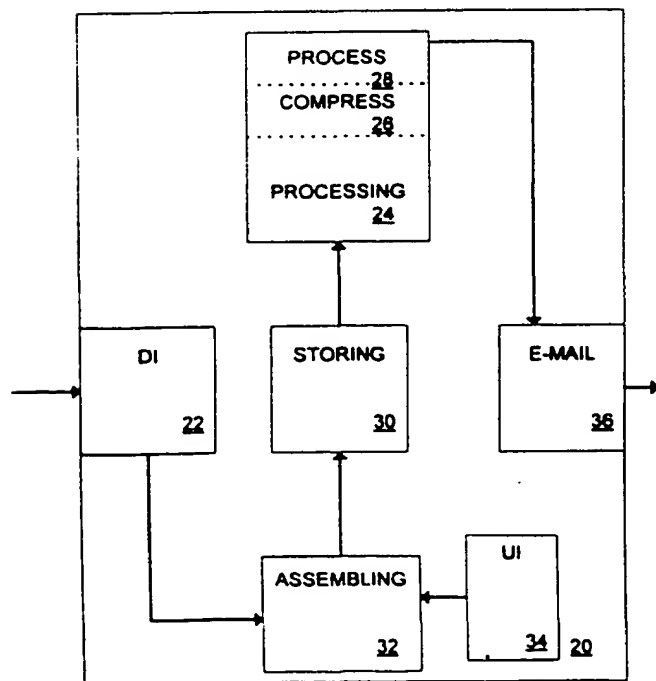 PROCESS
28
COMPRESS
26
PROCESSING
24
DI
22
STORING
30
E-MAIL
36
ASSEMBLING
32
UI
34
20